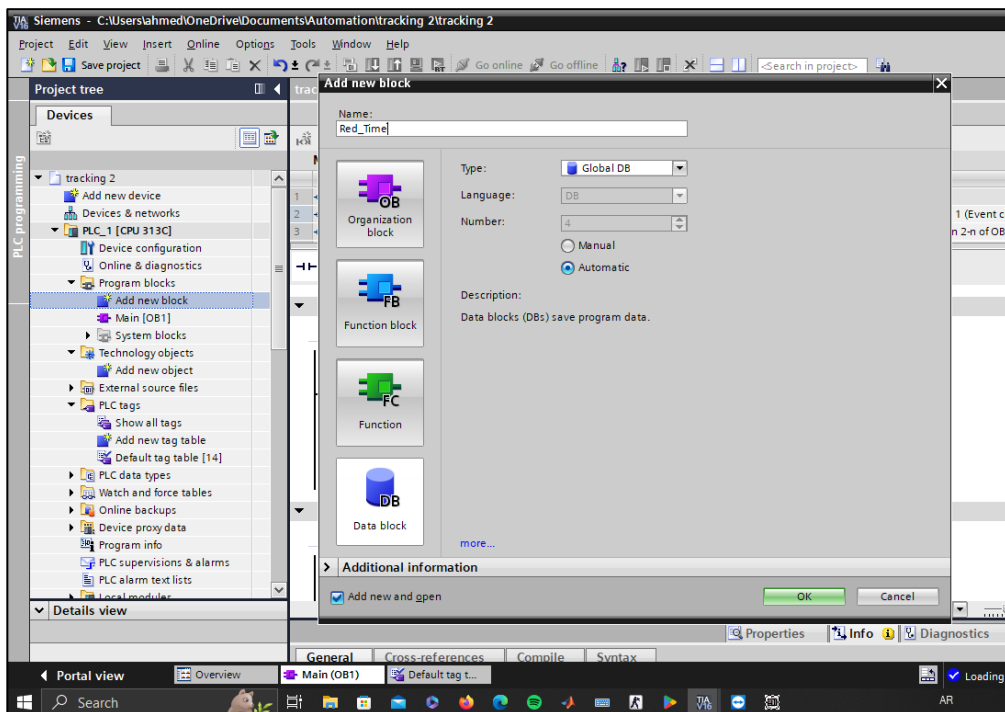 Siemens - C:\Users\ahmed\OneDrive\Documents\Automation\tracking 2\tracking 2
Project Edit View Insert Online Options Tools Window Help
Save project Go online Go offline <Search in project>
Project tree
Devices
PLC programming
tracking 2
Add new device
Devices & networks
PLC_1 [CPU 313C]
Device configuration
Online & diagnostics
Program blocks
Add new block
Main [OB1]
System blocks
Technology objects
Add new object
External source files
PLC tags
Show all tags
Add new tag table
Default tag table [14]
PLC data types
Watch and force tables
Online backups
Device proxy data
Program info
PLC supervisions & alarms
PLC alarm text lists
Local modules
Details view
trac
1
2
3
1 (Event c
n 2-n of OB
Add new block
Name:
Red_Time
OB
Organization
block
FB
Function block
FC
Function
DB
Data block
Type: Global DB
Language: DB
Number: 4
Manual
Automatic
Description:
Data blocks (DBs) save program data.
more...
Additional information
Add new and open
OK Cancel
Properties Info Diagnostics
General Cross-references Compile Syntax
Portal view Overview Main (OB1) Default tag t... Loading
Search AR